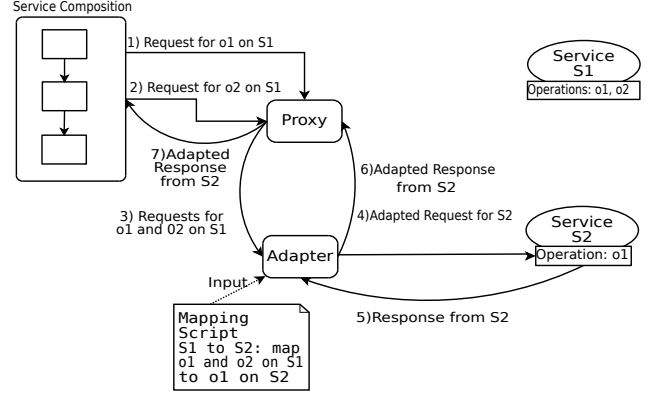 Service Composition
1) Request for o1 on S1
2) Request for o2 on S1
Proxy
Service
S1
Operations: o1, o2
7)Adapted
Response
from S2
6)Adapted Response
from S2
3) Requests for
o1 and 02 on S1
4)Adapted Request for S2
Service
S2
Operation: o1
Adapter
Input
5)Response from S2
Mapping
Script
S1 to S2: map
o1 and o2 on S1
to o1 on S2